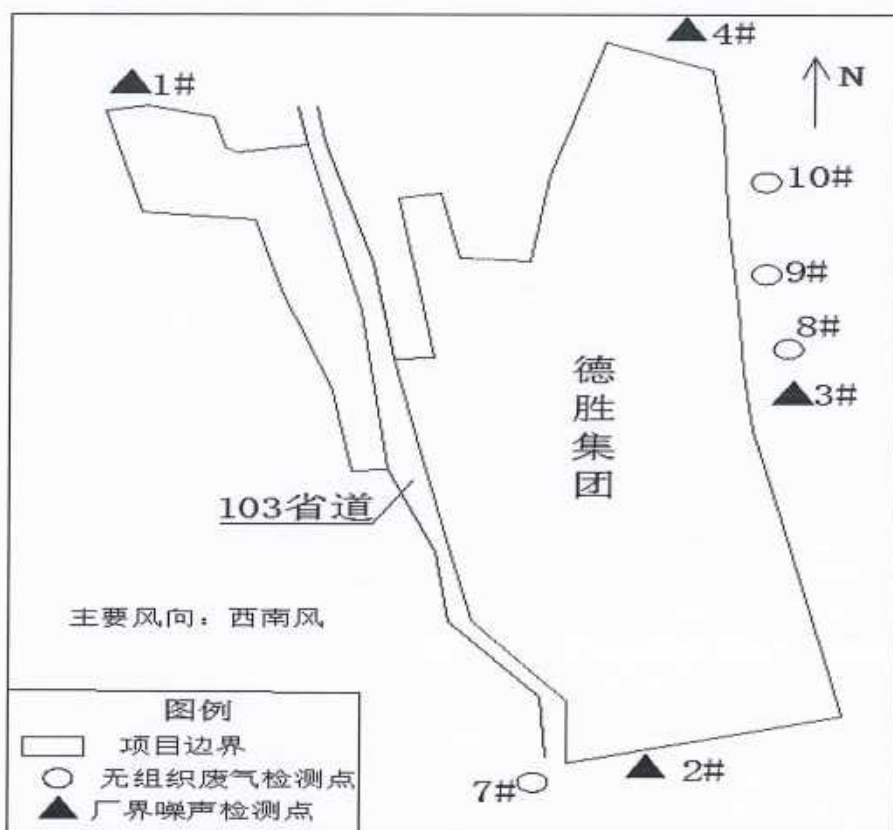 4#
1#
N
10#
9#
8#
3#
德胜集团
103省道
主要风向：西南风
图例
项目边界
无组织废气检测点
厂界噪声检测点
7#
2#